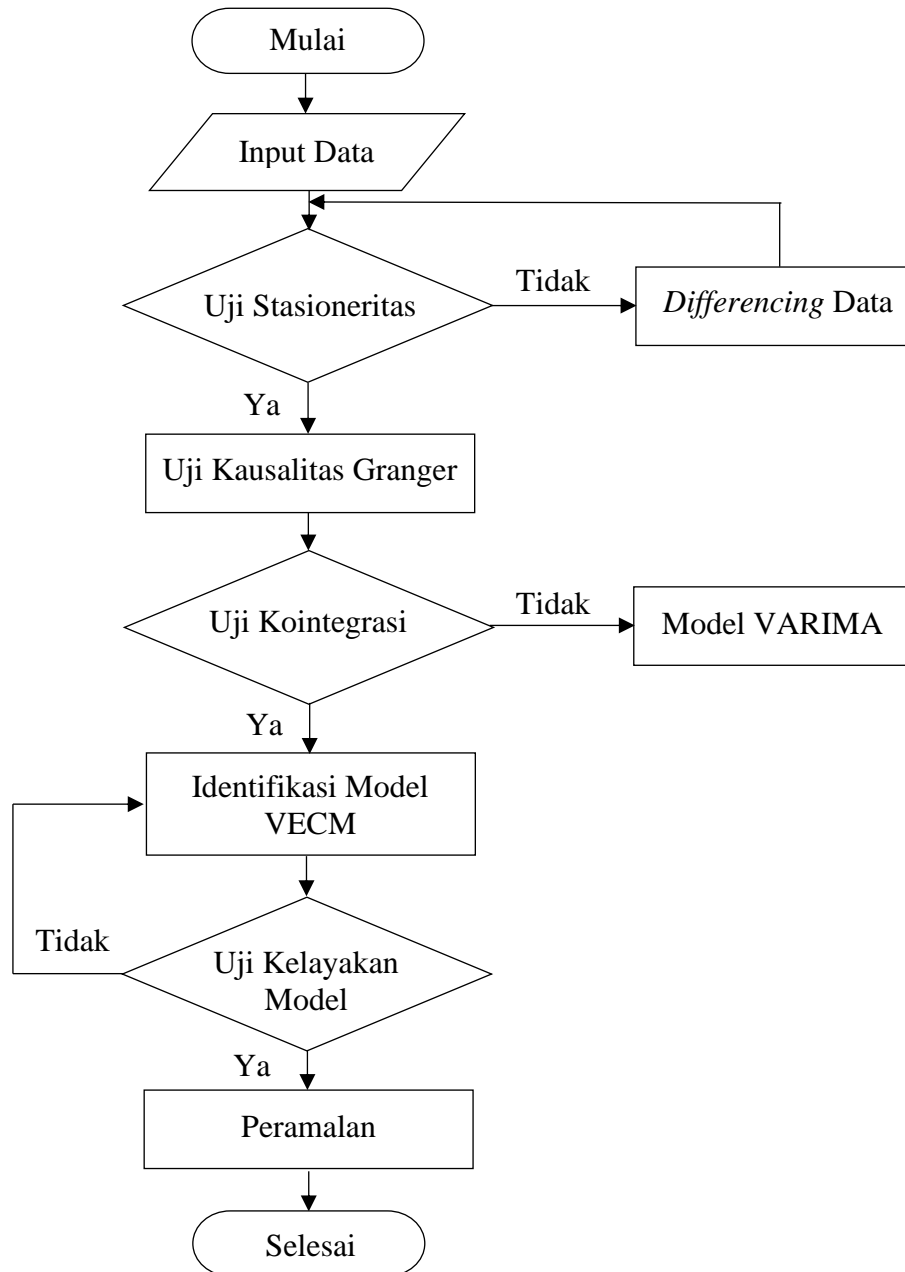 Mulai
Input Data
Uji Stasioneritas
Tidak
Differencing Data
Ya
Uji Kausalitas Granger
Uji Kointegrasi
Tidak
Model VARIMA
Ya
Identifikasi Model
VECM
Tidak
Uji Kelayakan
Model
Ya
Peramalan
Selesai